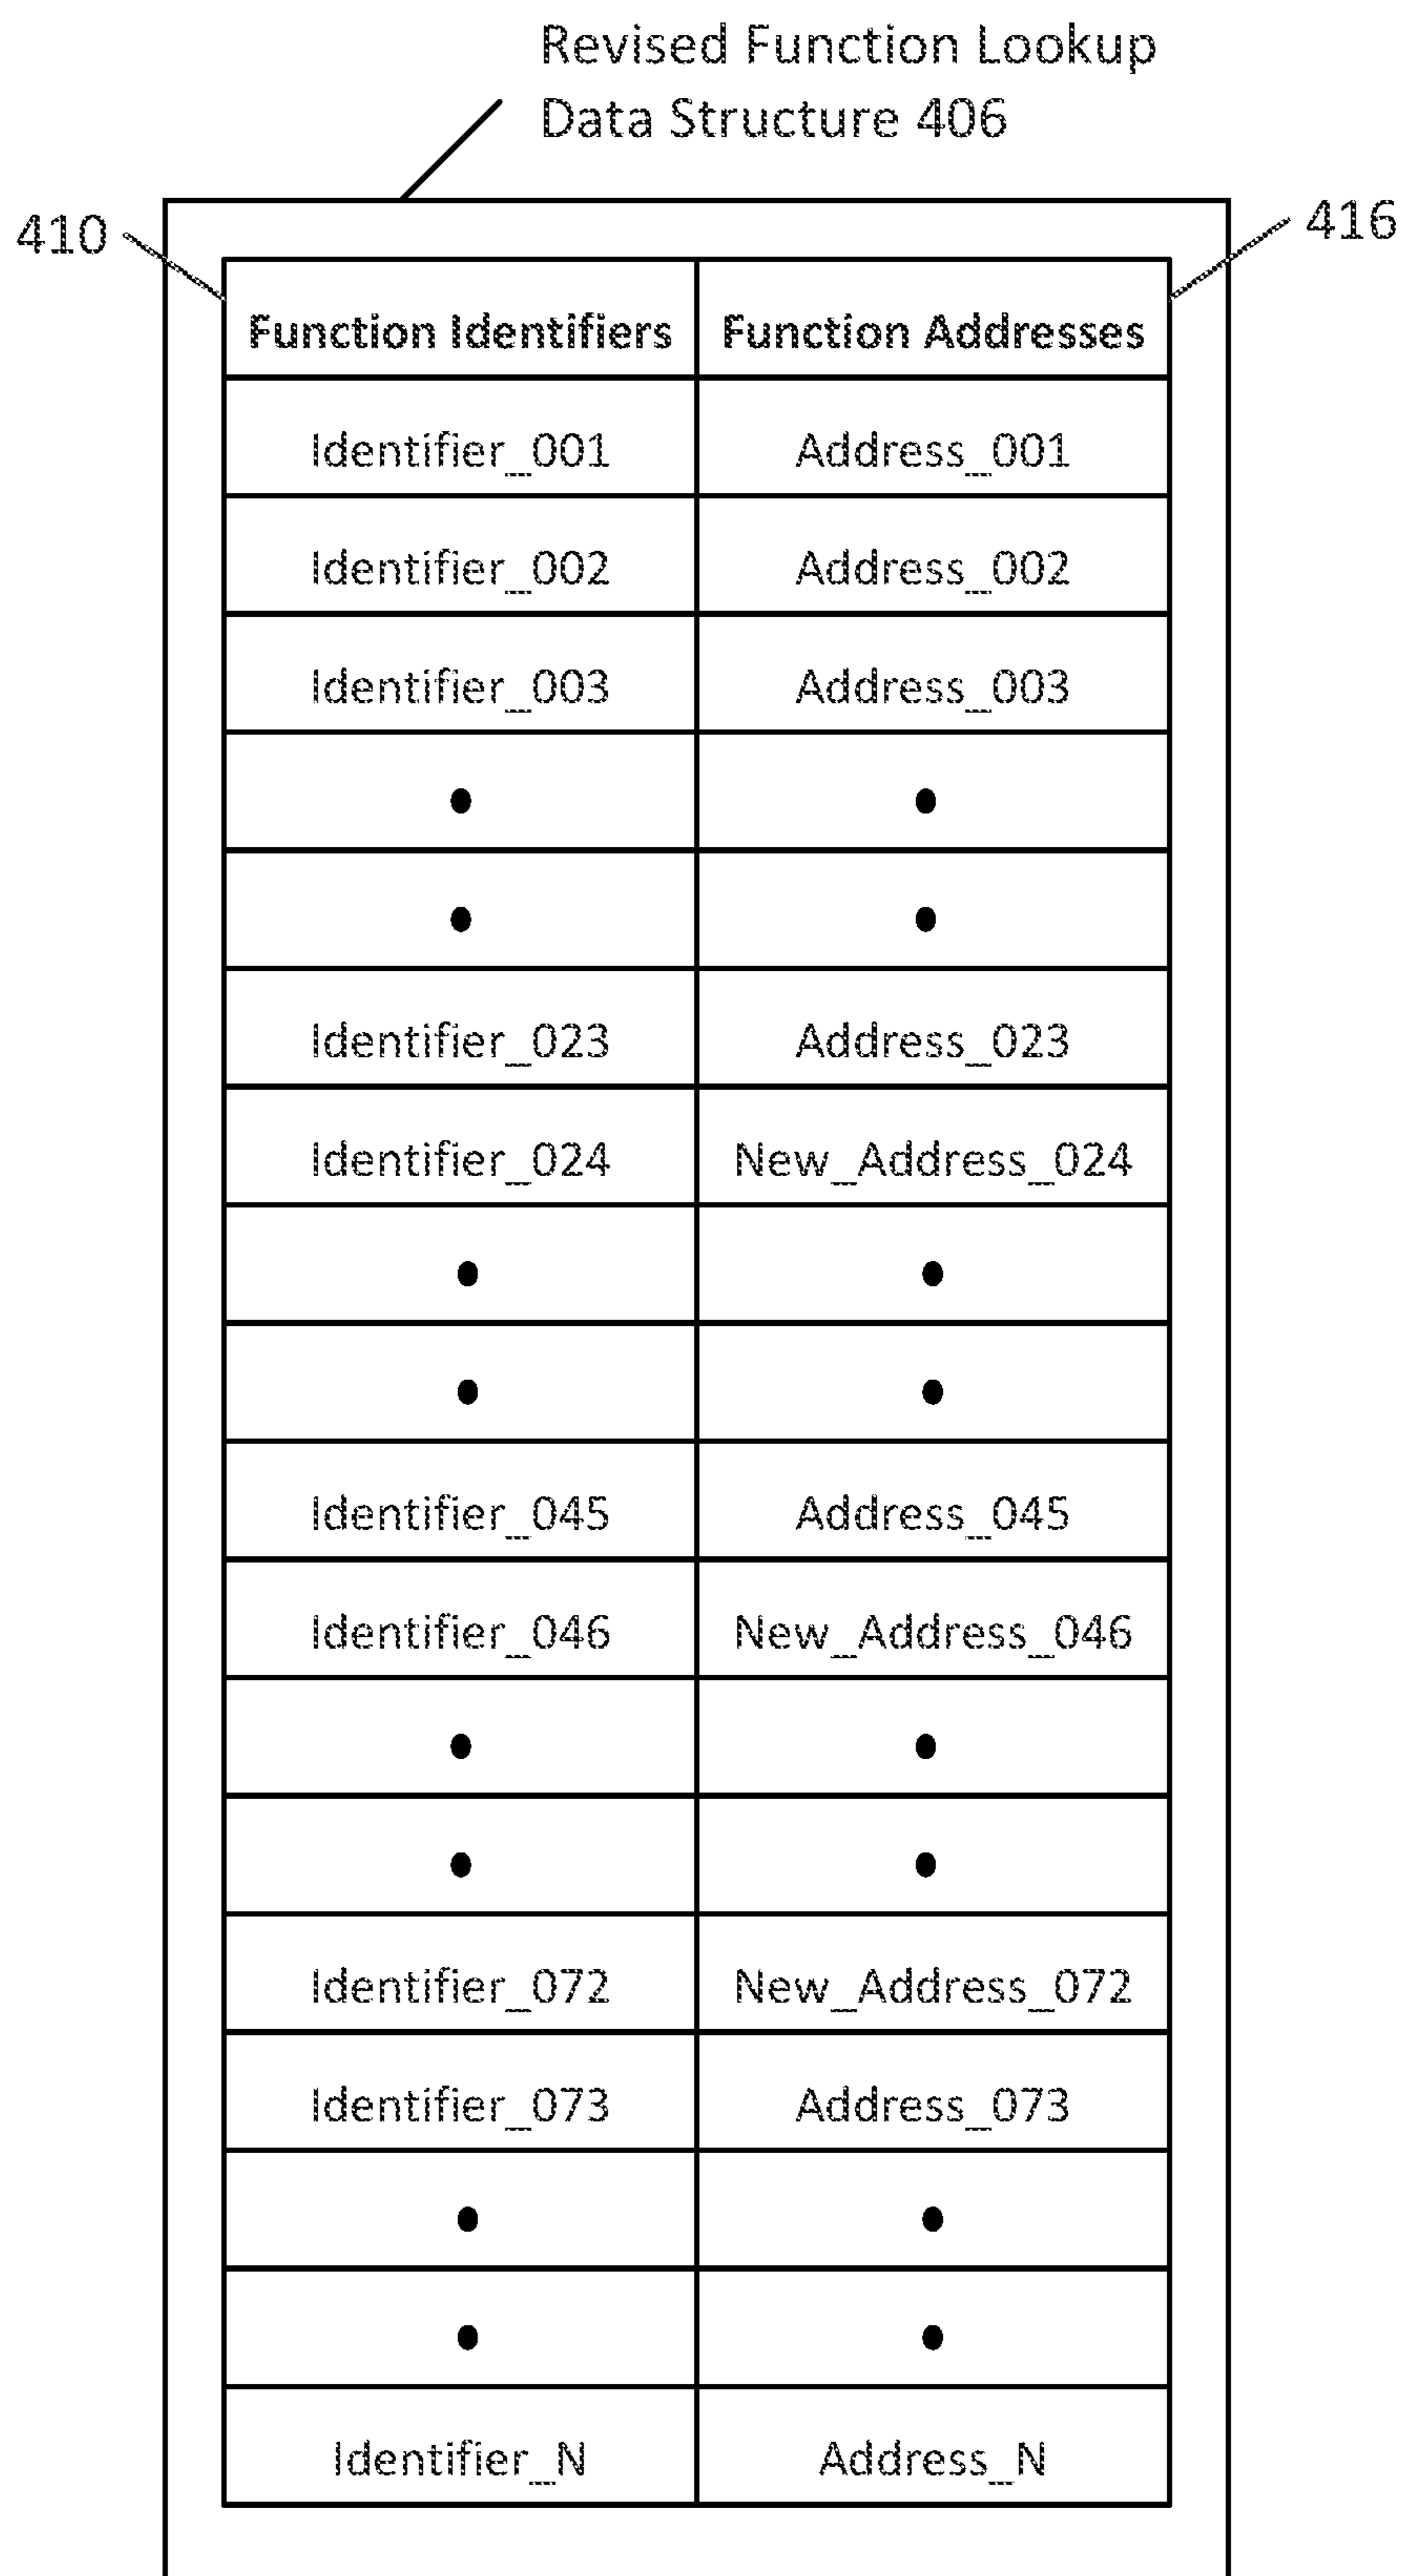 Revised Function Lookup
Data Structure 406
410
416
Function Identifiers Function Addresses
Identifier_001 Address_001
Identifier_002 Address_002
Identifier_003 Address_003
Identifier_023 Address_023
Identifier_024 New_Address_024
Identifier_045 Address_045
Identifier_046 New_Address_046
Identifier_072 New_Address_072
Identifier_073 Address_073
Identifier_N Address_N